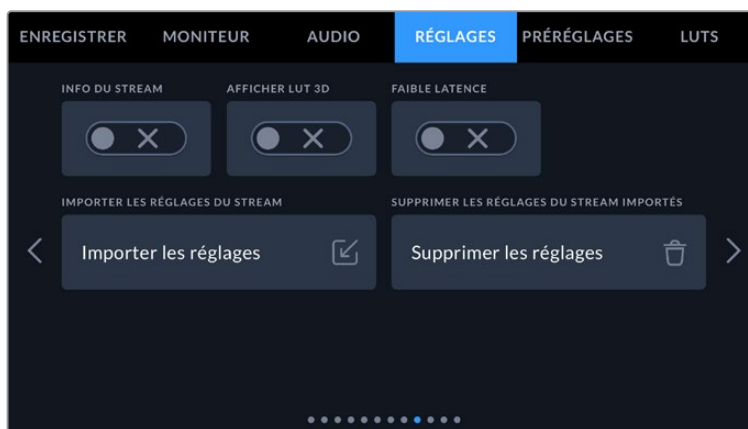 ENREGISTRER MONITEUR AUDIO RÉGLAGES PRÉRÉGLAGES LUTS
INFO DU STREAM AFFICHER LUT 3D FAIBLE LATENCE
IMPORTER LES RÉGLAGES DU STREAM SUPPRIMER LES RÉGLAGES DU STREAM IMPORTÉS
Importer les réglages Supprimer les réglages